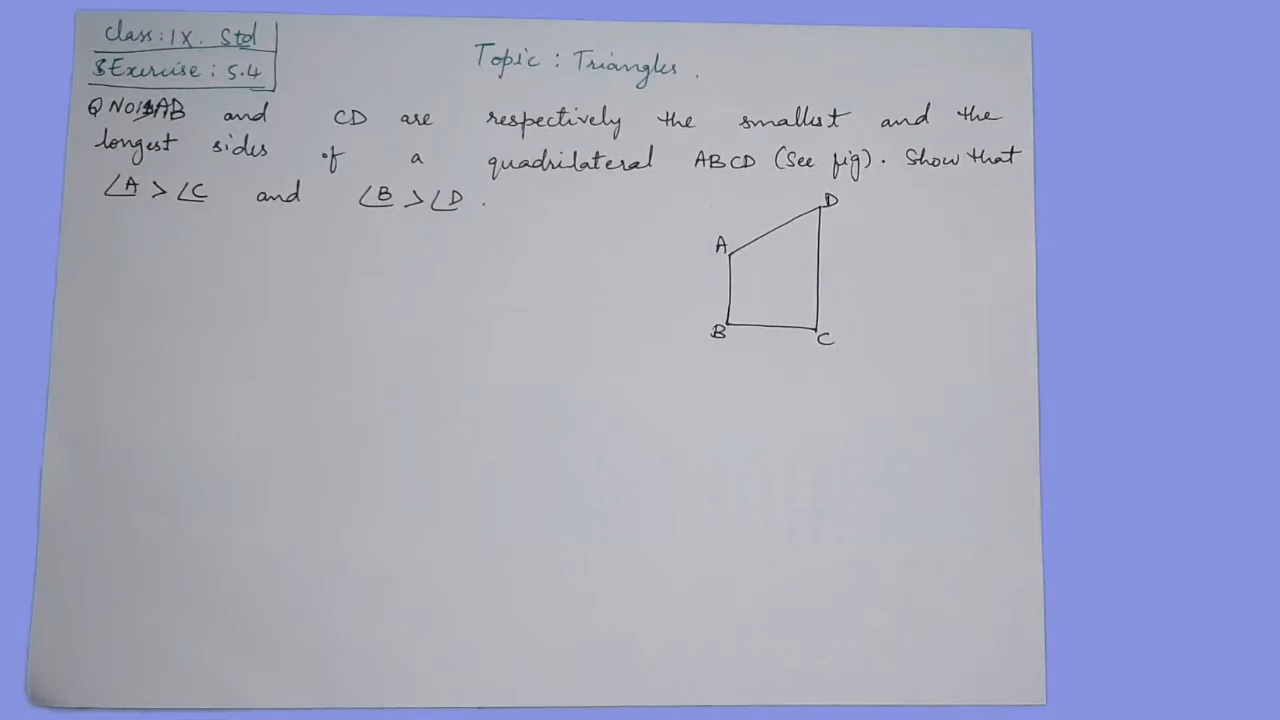 Class: IX. Std
Exercise: 5.4
Topic: Triangles.
Q NO: AB and CD are respectively the smallest and the
longest sides of a quadrilateral ABCD (See fig). Show that
∠A > ∠C and ∠B > ∠D.
D
A
B
C